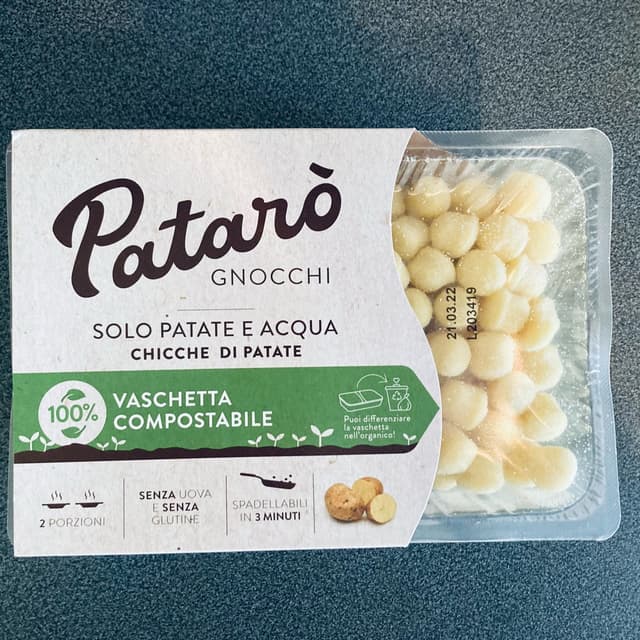 Patarò
GNOCCHI
SOLO PATATE E ACQUA
CHICCHE DI PATATE
100%
VASCHETTA
COMPOSTABILE
Puoi differenziare
la vaschetta
nell'organico!
2 PORZIONI
SENZA UOVA
E SENZA
GLUTINE
SPADELLABILI
IN 3 MINUTI
21.03.22
L203419